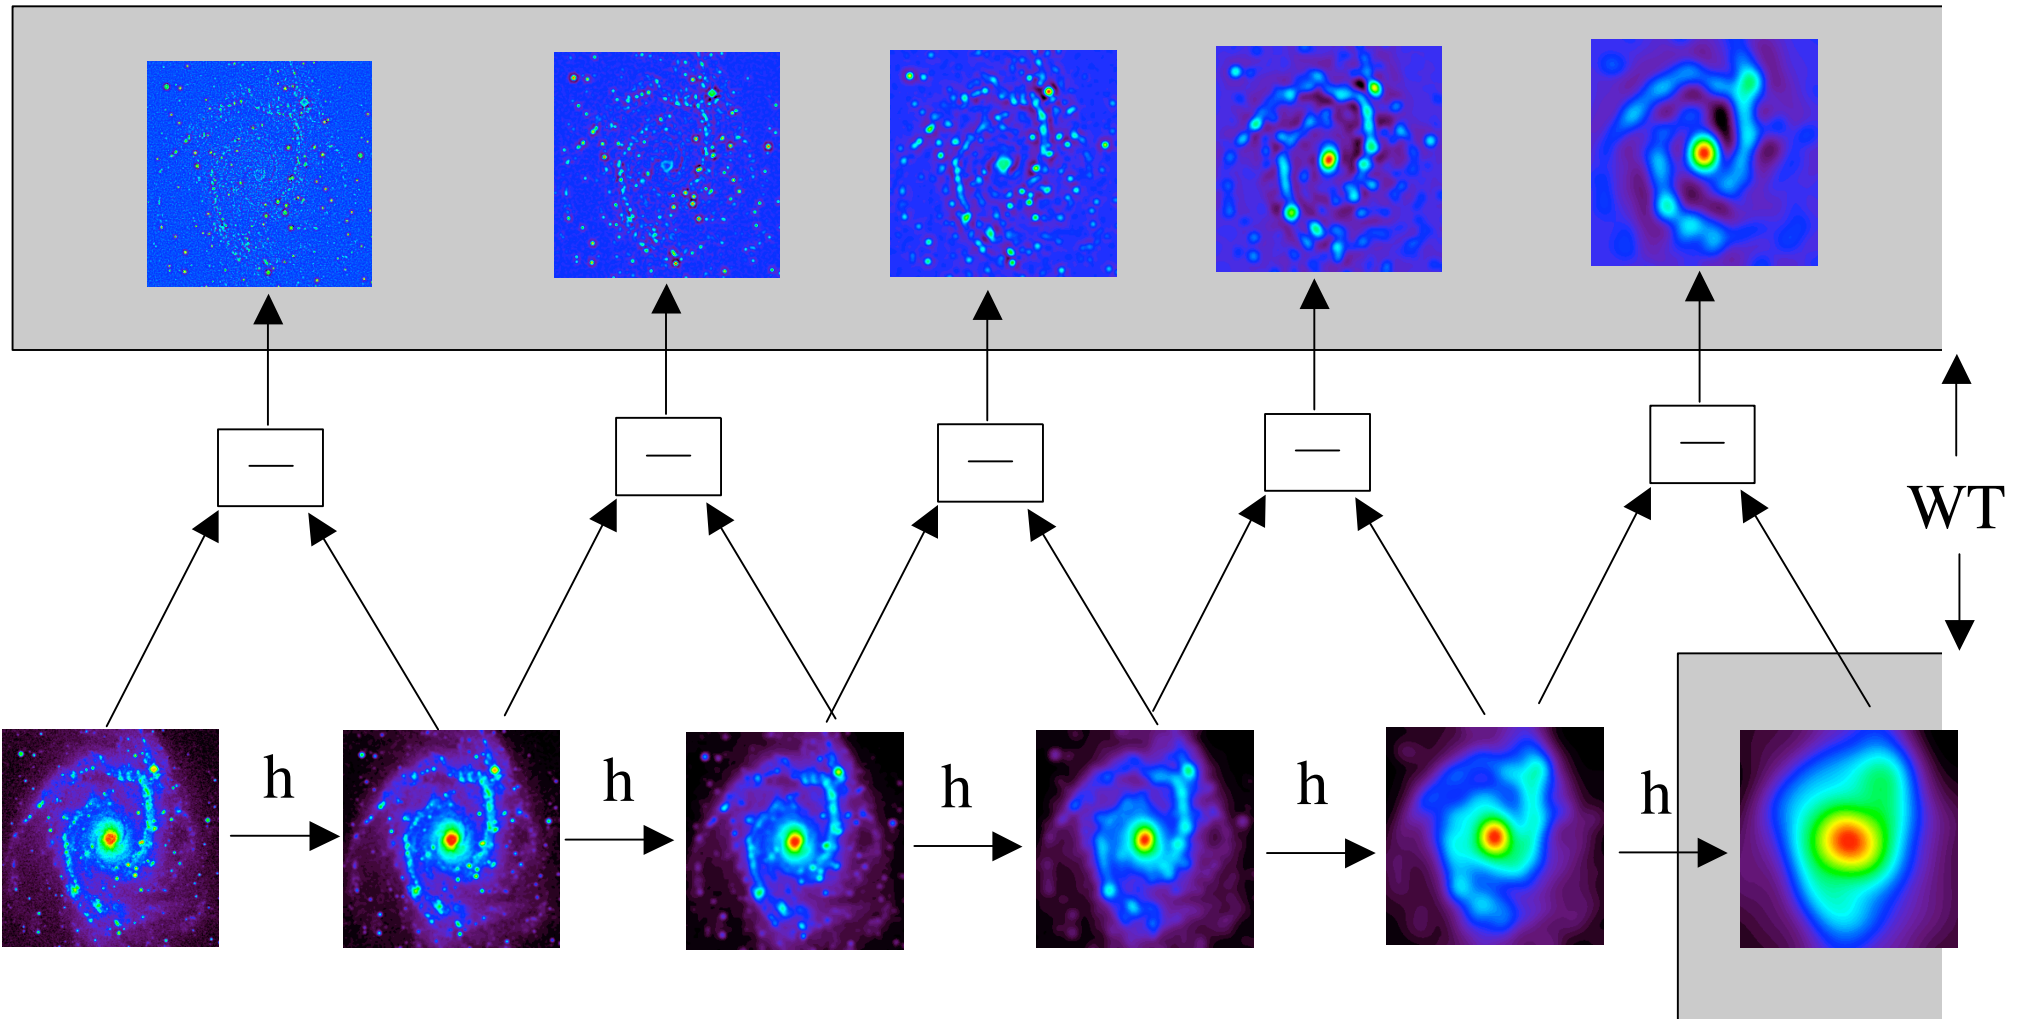 — — — — —
WT
h h h h h